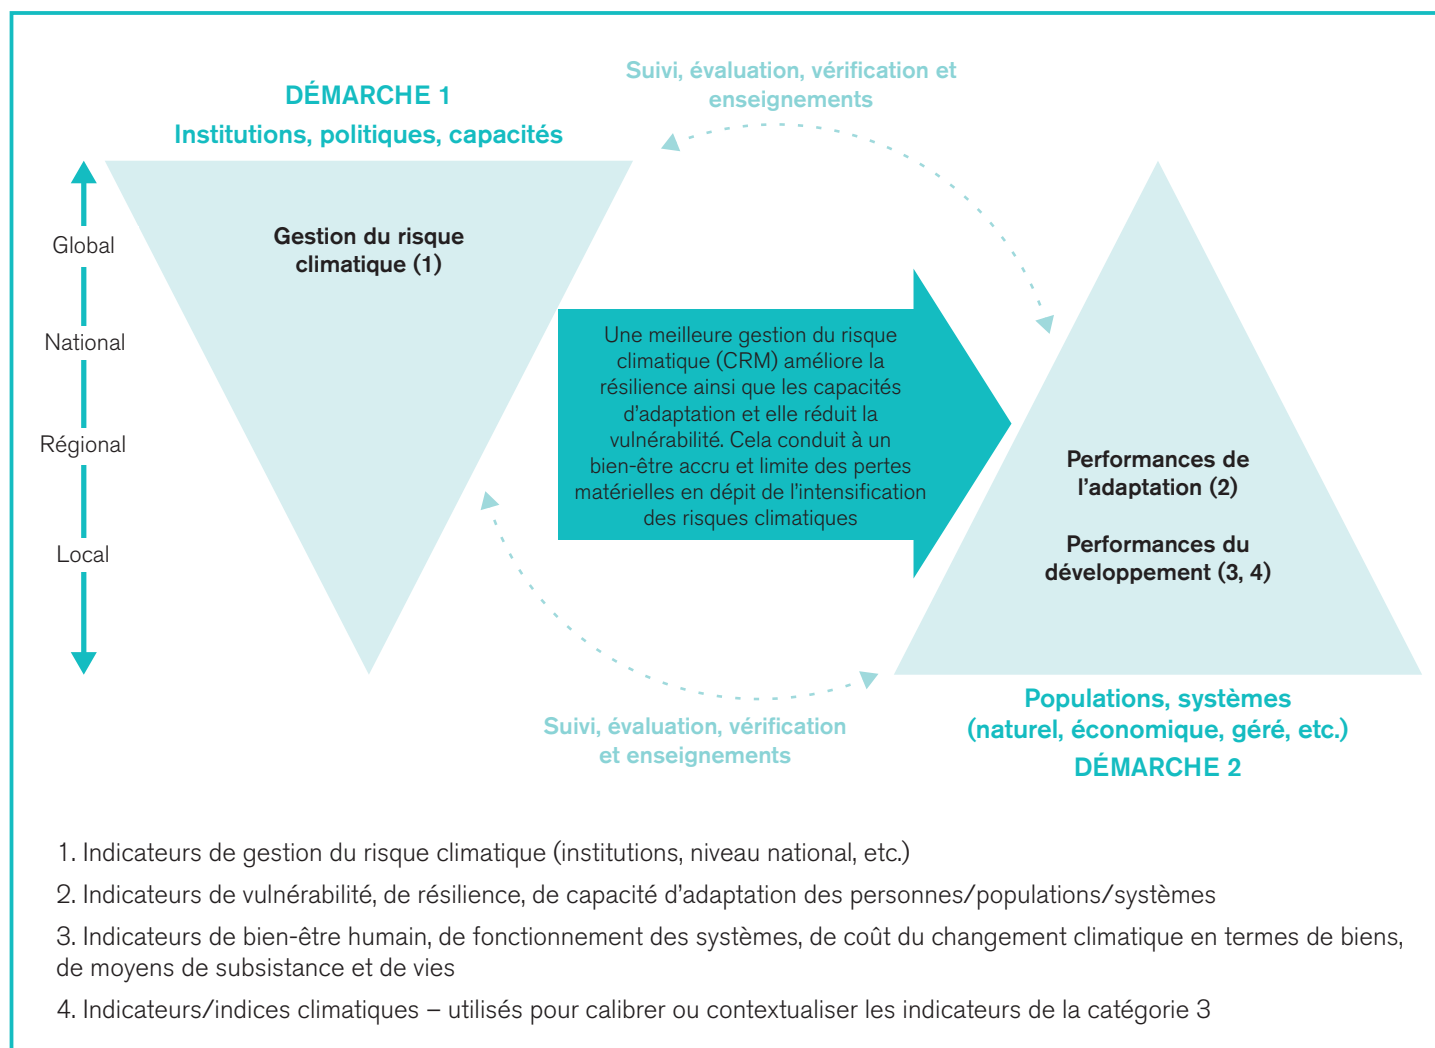 Suivi, évaluation, vérification et
enseignements
DÉMARCHE 1
Institutions, politiques, capacités
Gestion du risque
climatique (1)
Global
National
Régional
Local
Une meilleure gestion du risque
climatique (CRM) améliore la
résilience ainsi que les capacités
d'adaptation et elle réduit la
vulnérabilité. Cela conduit à un
bien-être accru et limite des pertes
matérielles en dépit de l'intensification
des risques climatiques
Performances de
l'adaptation (2)
Performances du
développement (3, 4)
Populations, systèmes
(naturel, économique, géré, etc.)
DÉMARCHE 2
Suivi, évaluation, vérification
et enseignements
1. Indicateurs de gestion du risque climatique (institutions, niveau national, etc.)
2. Indicateurs de vulnérabilité, de résilience, de capacité d'adaptation des personnes/populations/systèmes
3. Indicateurs de bien-être humain, de fonctionnement des systèmes, de coût du changement climatique en termes de biens,
de moyens de subsistance et de vies
4. Indicateurs/indices climatiques – utilisés pour calibrer ou contextualiser les indicateurs de la catégorie 3